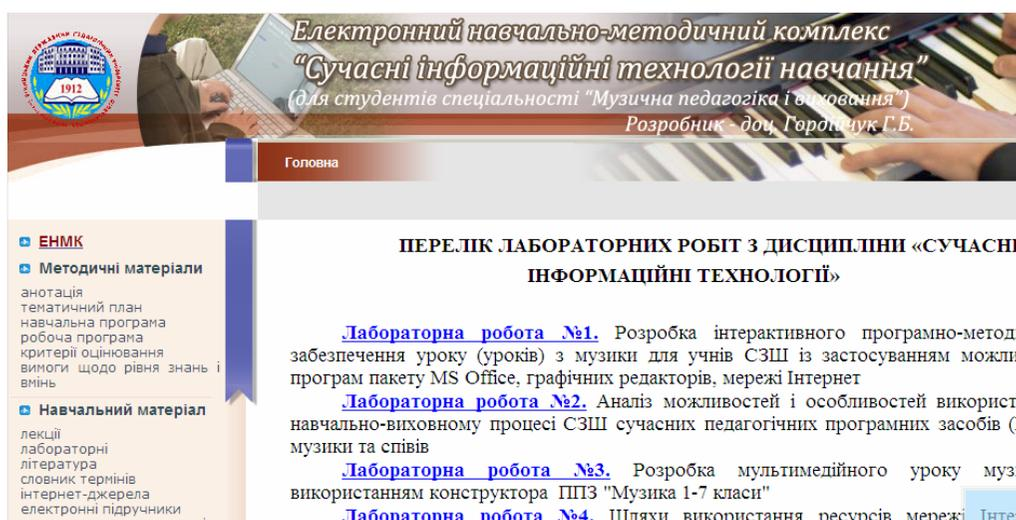 Електронний навчально-методичний комплекс
“Сучасні інформаційні технології навчання”
(для студентів спеціальності “Музична педагогіка і виховання”)
Розробник - доц. Гордійчук Г.Б.
1912
Головна
ЕНМК
Методичні матеріали
анотація
тематичний план
навчальна програма
робоча програма
критерії оцінювання
вимоги щодо рівня знань і
вмінь
Навчальний матеріал
лекції
лабораторні
література
словник термінів
інтернет-джерела
електронні підручники
ПЕРЕЛІК ЛАБОРАТОРНИХ РОБІТ З ДИСЦИПЛІНИ «СУЧАСНІ
ІНФОРМАЦІЙНІ ТЕХНОЛОГІЇ»
Лабораторна робота №1. Розробка інтерактивного програмно-метод
забезпечення уроку (уроків) з музики для учнів СЗШ із застосуванням можли
програм пакету MS Office, графічних редакторів, мережі Інтернет
Лабораторна робота №2. Аналіз можливостей і особливостей використ
навчально-виховному процесі СЗШ сучасних педагогічних програмних засобів (
музики та співів
Лабораторна робота №3. Розробка мультимедійного уроку муз
використанням конструктора ППЗ "Музика 1-7 класи"
Лабораторна робота №4. Шляхи використання ресурсів мережі Інте